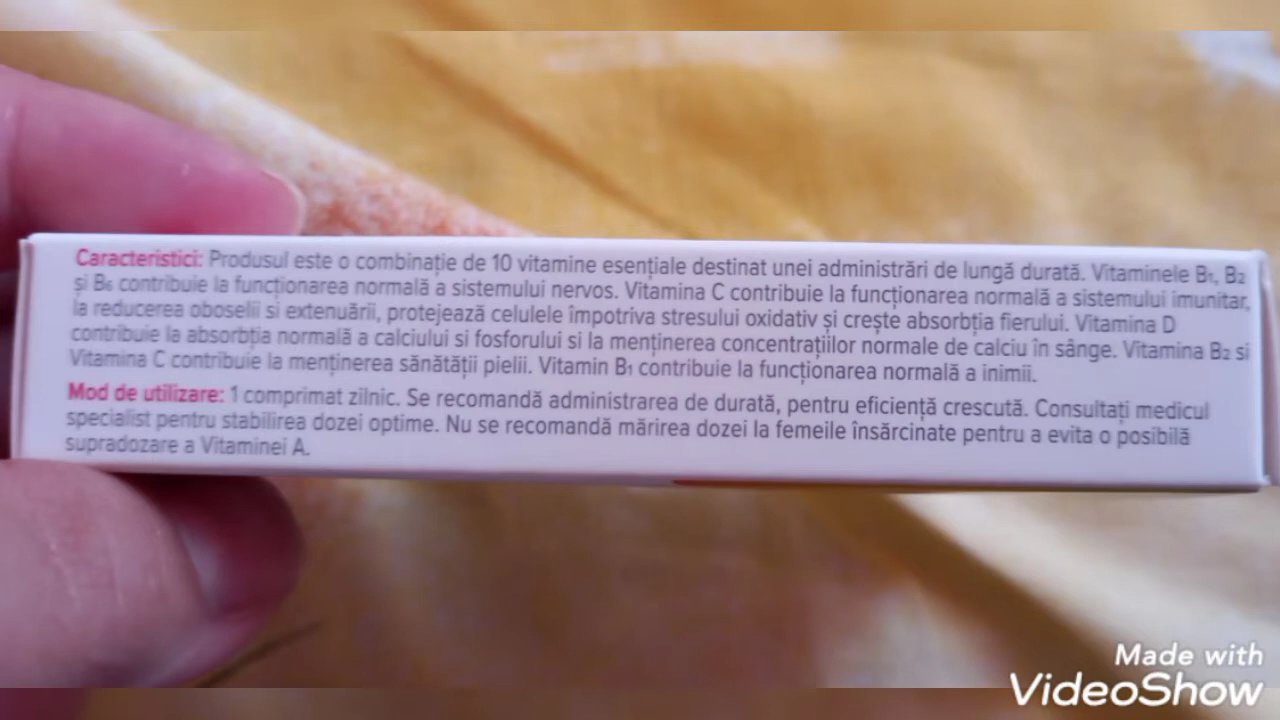 Caracteristici: Produsul este o combinație de 10 vitamine esențiale destinat unei administrări de lungă durată. Vitaminele B₁, B₂
și B₆ contribuie la funcționarea normală a sistemului nervos. Vitamina C contribuie la funcționarea normală a sistemului imunitar,
la reducerea oboselii si extenuării, protejează celulele împotriva stresului oxidativ și crește absorbția fierului. Vitamina D
contribuie la absorbția normală a calciului si fosforului si la menținerea concentrațiilor normale de calciu în sânge. Vitamina B₂ si
Vitamina C contribuie la menținerea sănătății pielii. Vitamin B₁ contribuie la funcționarea normală a inimii.
Mod de utilizare: 1 comprimat zilnic. Se recomandă administrarea de durată, pentru eficiență crescută. Consultați medicul
specialist pentru stabilirea dozei optime. Nu se recomandă mărirea dozei la femeile însărcinate pentru a evita o posibilă
supradozare a Vitaminei A.
Made with
VideoShow